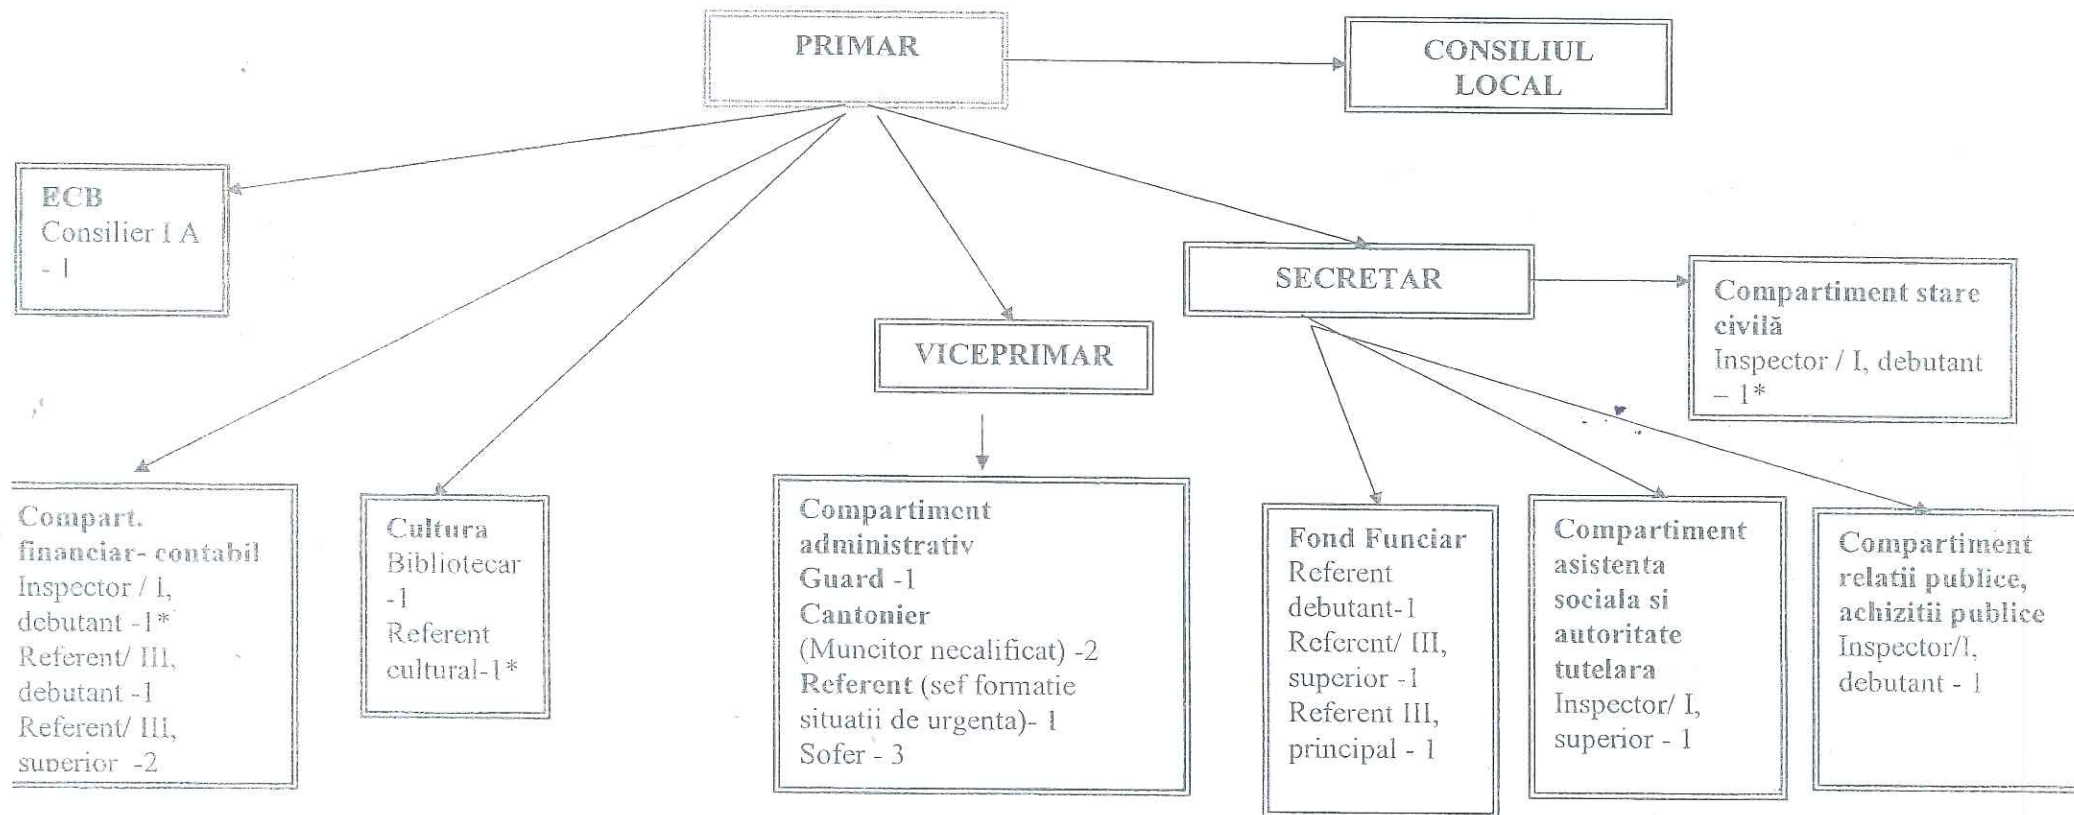 PRIMAR
CONSILIUL
LOCAL
ECB
Consilier I A
- 1
SECRETAR
Compartiment stare
civilă
Inspector / I, debutant
– 1*
VICEPRIMAR
Compart.
financiar- contabil
Inspector / I,
debutant -1*
Referent/ III,
debutant -1
Referent/ III,
superior -2
Cultura
Bibliotecar
-1
Referent
cultural-1*
Compartiment
administrativ
Guard -1
Cantonier
(Muncitor necalificat) -2
Referent (sef formatie
situatii de urgenta)- 1
Sofer - 3
Fond Funciar
Referent
debutant-1
Referent/ III,
superior -1
Referent III,
principal - 1
Compartiment
asistenta
sociala si
autoritate
tutelara
Inspector/ I,
superior - 1
Compartiment
relatii publice,
achizitii publice
Inspector/I,
debutant - 1